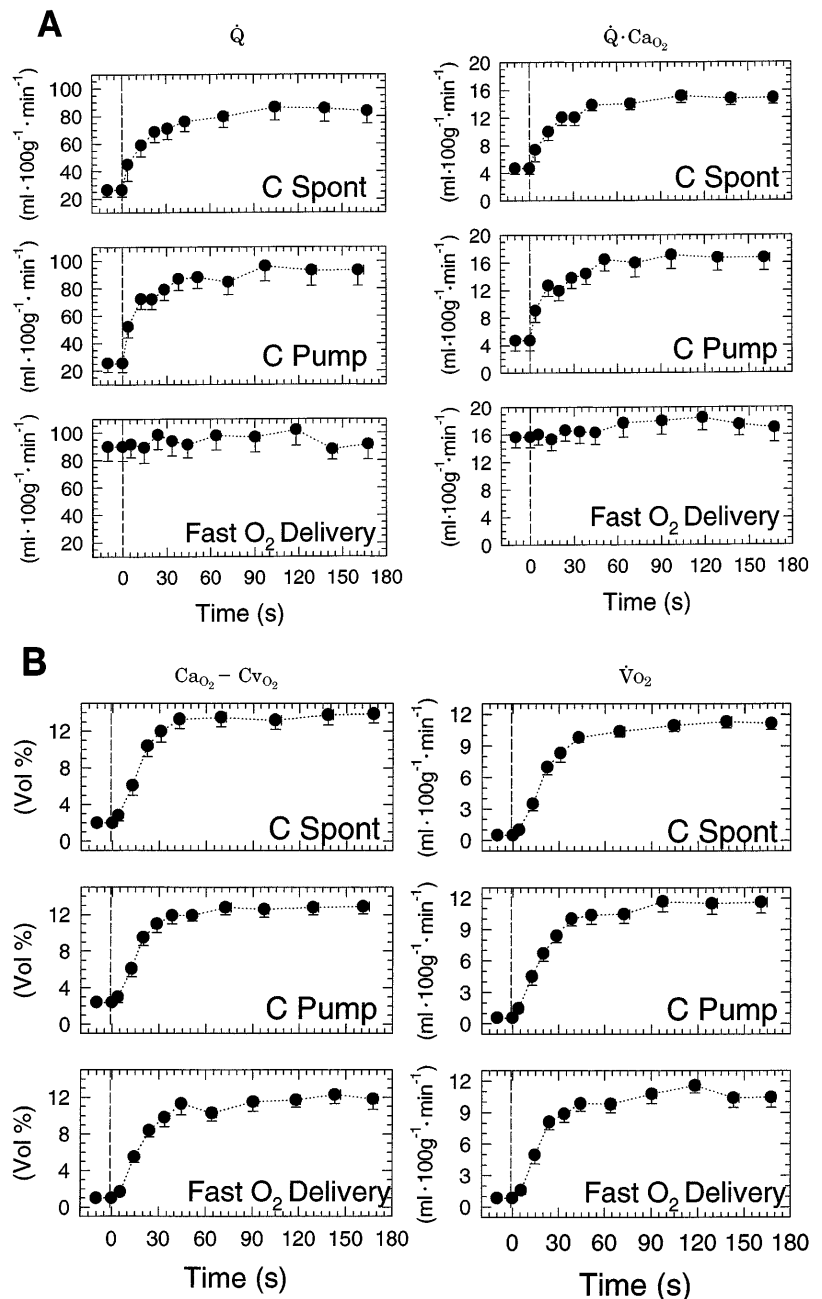 A
Q̇
Q̇·CaO₂
(ml·100g⁻¹·min⁻¹)
100
80
60
40
20
C Spont
(ml·100g⁻¹·min⁻¹)
20
16
12
8
4
0
C Spont
(ml·100g⁻¹·min⁻¹)
100
80
60
40
20
C Pump
(ml·100g⁻¹·min⁻¹)
20
16
12
8
4
0
C Pump
(ml·100g⁻¹·min⁻¹)
100
80
60
40
20
Fast O₂ Delivery
0 30 60 90 120 150 180
Time (s)
(ml·100g⁻¹·min⁻¹)
20
16
12
8
4
0
Fast O₂ Delivery
0 30 60 90 120 150 180
Time (s)
B
CaO₂ – CvO₂
V̇O₂
(Vol %)
12
8
4
0
C Spont
(ml·100g⁻¹·min⁻¹)
12
9
6
3
0
C Spont
(Vol %)
12
8
4
0
C Pump
(ml·100g⁻¹·min⁻¹)
12
9
6
3
0
C Pump
(Vol %)
12
8
4
0
Fast O₂ Delivery
0 30 60 90 120 150 180
Time (s)
(ml·100g⁻¹·min⁻¹)
12
9
6
3
0
Fast O₂ Delivery
0 30 60 90 120 150 180
Time (s)